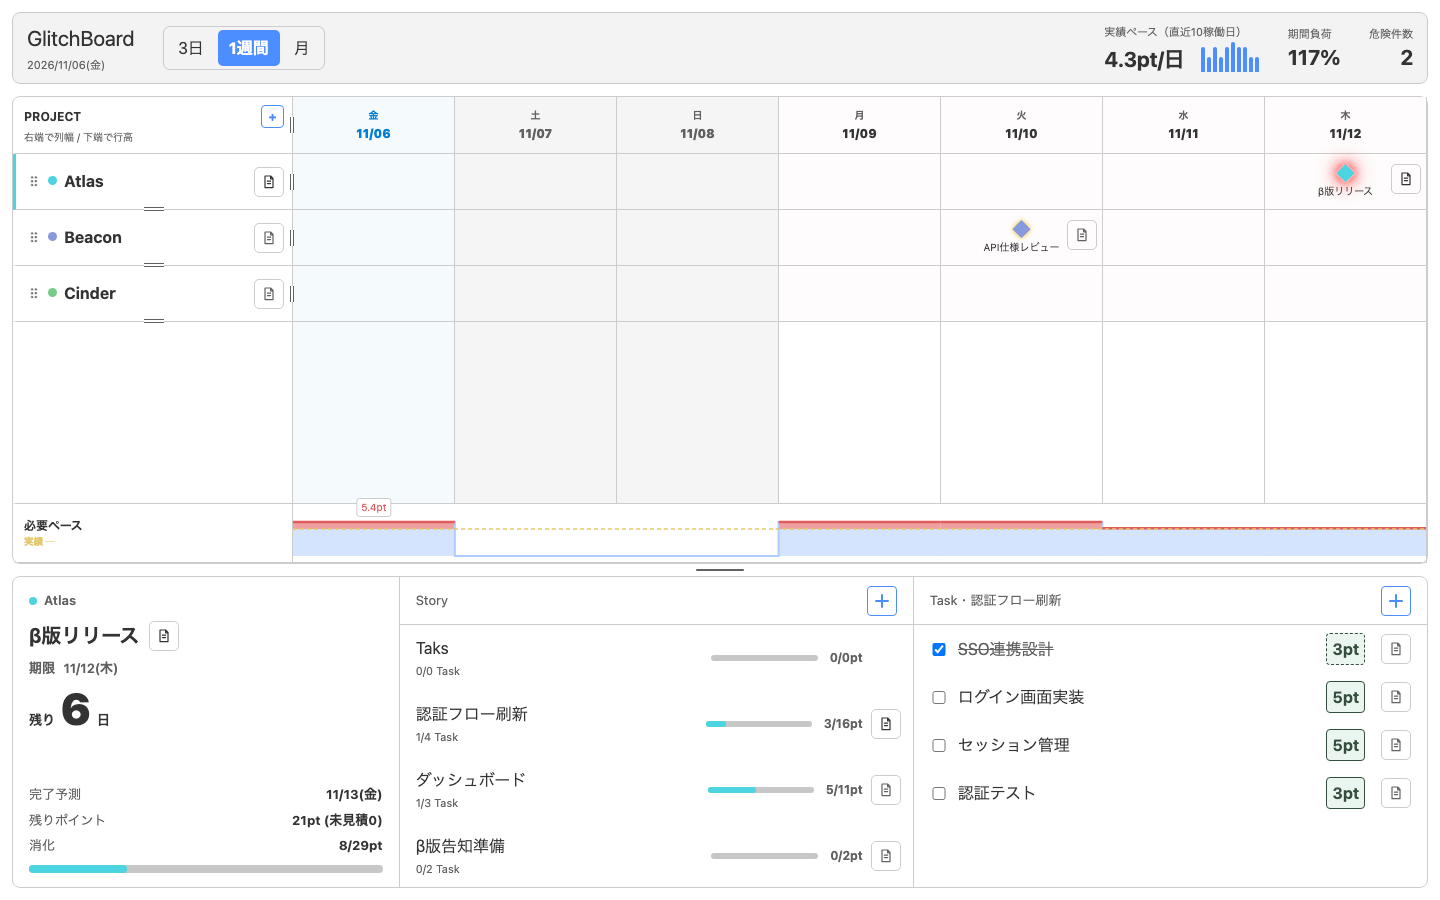 GlitchBoard
2026/11/06(金)
3日 1週間 月
実績ペース（直近10稼働日）
4.3pt/日
期間負荷
117%
危険件数
2
PROJECT
右端で列幅 / 下端で行高
+
金
11/06
土
11/07
日
11/08
月
11/09
火
11/10
水
11/11
木
11/12
Atlas
β版リリース
Beacon
API仕様レビュー
Cinder
必要ペース
実績 —
5.4pt
Atlas
β版リリース
期限 11/12(木)
残り 6 日
完了予測 11/13(金)
残りポイント 21pt (未見積0)
消化 8/29pt
Story
+
Taks
0/0 Task
0/0pt
認証フロー刷新
1/4 Task
3/16pt
ダッシュボード
1/3 Task
5/11pt
β版告知準備
0/2 Task
0/2pt
Task・認証フロー刷新
+
SSO連携設計 3pt
ログイン画面実装 5pt
セッション管理 5pt
認証テスト 3pt